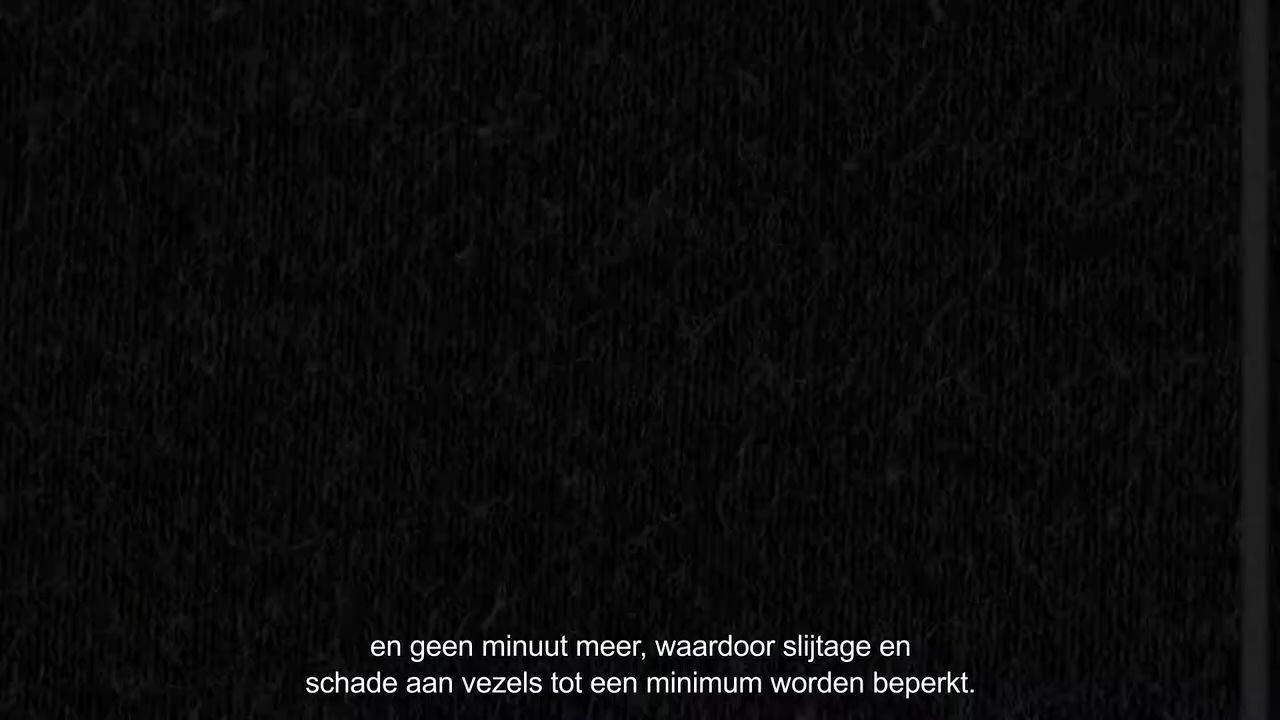 en geen minuut meer, waardoor slijtage en
schade aan vezels tot een minimum worden beperkt.